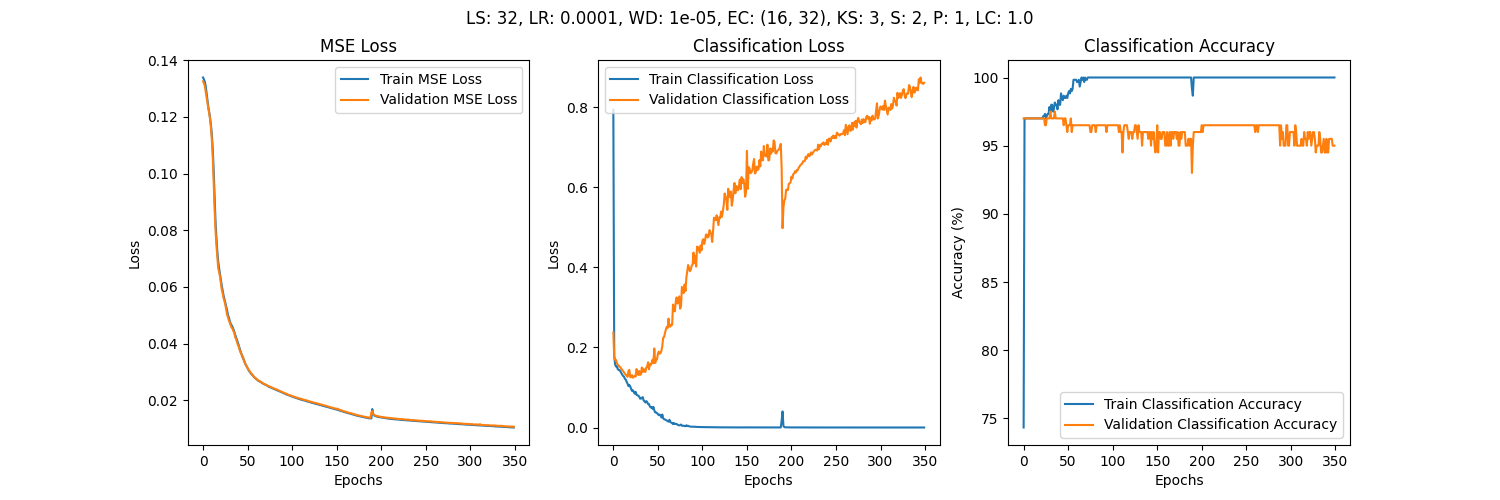 LS: 32, LR: 0.0001, WD: 1e-05, EC: (16, 32), KS: 3, S: 2, P: 1, LC: 1.0
MSE Loss
Loss
0.14
0.12
0.10
0.08
0.06
0.04
0.02
Train MSE Loss
Validation MSE Loss
0 50 100 150 200 250 300 350
Epochs
Classification Loss
Loss
0.8
0.6
0.4
0.2
0.0
Train Classification Loss
Validation Classification Loss
0 50 100 150 200 250 300 350
Epochs
Classification Accuracy
Accuracy (%)
100
95
90
85
80
75
Train Classification Accuracy
Validation Classification Accuracy
0 50 100 150 200 250 300 350
Epochs